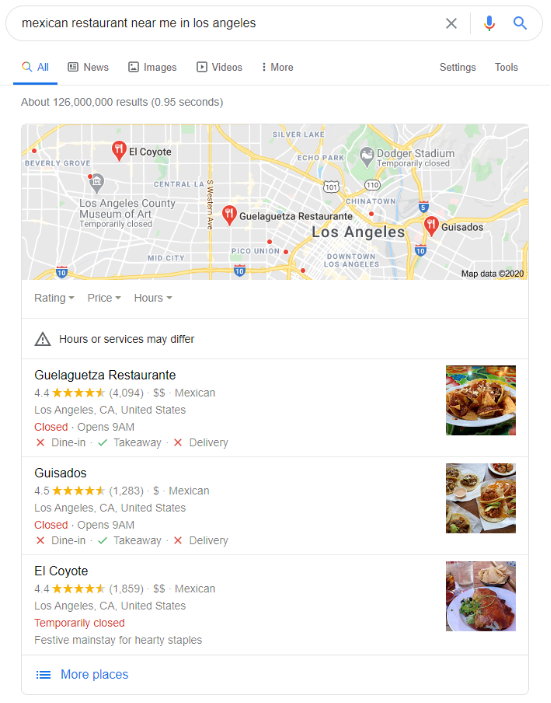 mexican restaurant near me in los angeles
All News Images Videos More Settings Tools
About 126,000,000 results (0.95 seconds)
SILVER LAKE
El Coyote
ECHO PARK
Dodger Stadium
Temporarily closed
BEVERLY GROVE
CENTRAL LA
S Western Ave
101
110
Los Angeles County
Museum of Art
Temporarily closed
CHINATOWN
5
Guelaguetza Restaurante
Guisados
Los Angeles
PICO UNION
10
MID CITY
DOWNTOWN
LOS ANGELES
10
10
Map data ©2020
Rating Price Hours
Hours or services may differ
Guelaguetza Restaurante
4.4 (4,094) · $$ · Mexican
Los Angeles, CA, United States
Closed · Opens 9AM
Dine-in · Takeaway · Delivery
Guisados
4.5 (1,283) · $ · Mexican
Los Angeles, CA, United States
Closed · Opens 9AM
Dine-in · Takeaway · Delivery
El Coyote
4.4 (1,859) · $$ · Mexican
Los Angeles, CA, United States
Temporarily closed
Festive mainstay for hearty staples
More places